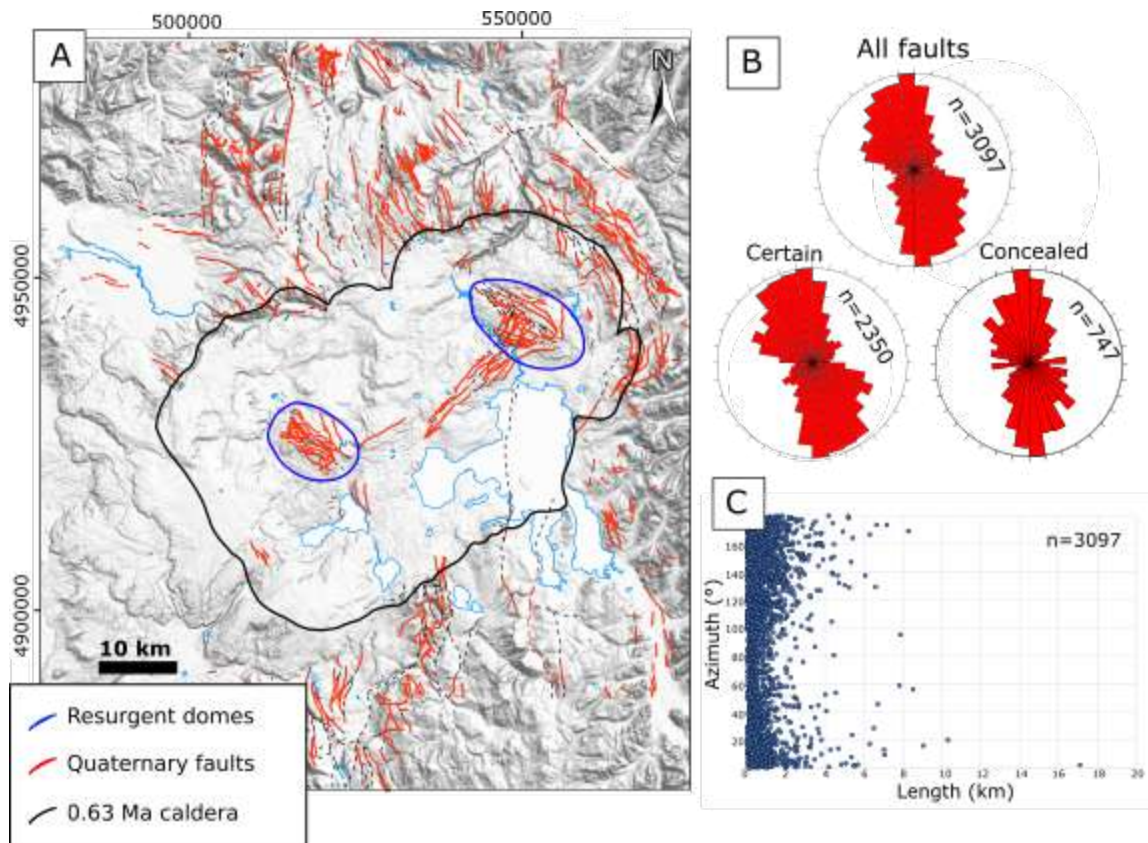 500000
550000
A
N
4950000
4900000
10 km
Resurgent domes
Quaternary faults
0.63 Ma caldera
B
All faults
n=3097
Certain
n=2350
Concealed
n=747
C
n=3097
Azimuth (°)
160
140
120
100
80
60
40
20
0
2
4
6
8
10
12
14
16
18
20
Length (km)